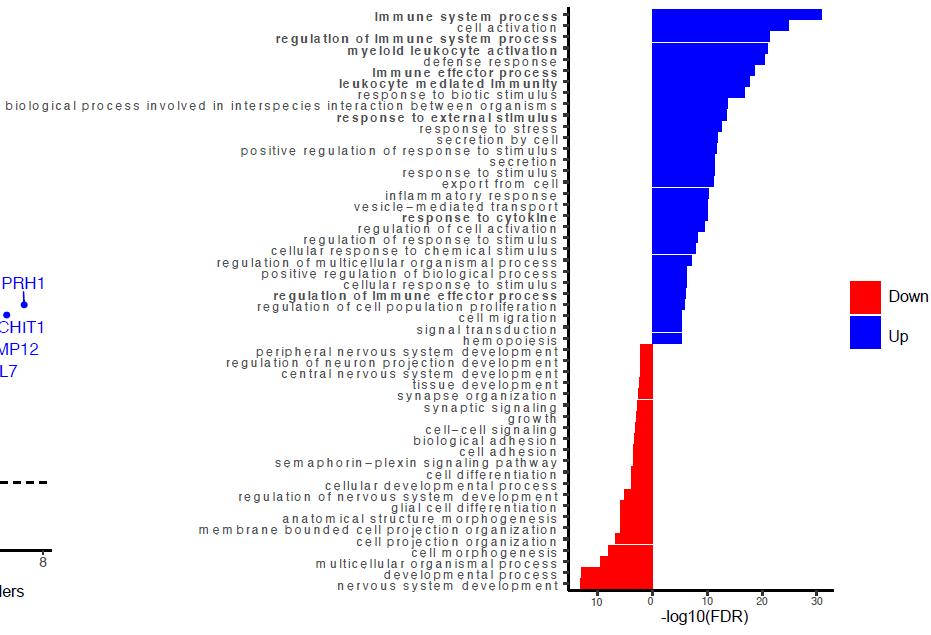 immune system process
cell activation
regulation of immune system process
myeloid leukocyte activation
defense response
immune effector process
leukocyte mediated immunity
response to biotic stimulus
biological process involved in interspecies interaction between organisms
response to external stimulus
response to stress
secretion by cell
positive regulation of response to stimulus
secretion
response to stimulus
export from cell
inflammatory response
vesicle−mediated transport
response to cytokine
regulation of cell activation
regulation of response to stimulus
cellular response to chemical stimulus
regulation of multicellular organismal process
positive regulation of biological process
cellular response to stimulus
regulation of immune effector process
regulation of cell population proliferation
cell migration
signal transduction
hemopoiesis
peripheral nervous system development
regulation of neuron projection development
central nervous system development
tissue development
synapse organization
synaptic signaling
growth
cell−cell signaling
biological adhesion
cell adhesion
semaphorin−plexin signaling pathway
cell differentiation
cellular developmental process
regulation of nervous system development
glial cell differentiation
anatomical structure morphogenesis
membrane bounded cell projection organization
cell projection organization
cell morphogenesis
multicellular organismal process
developmental process
nervous system development
10 0 10 20 30
-log10(FDR)
Down
Up
PRH1
CHIT1
MP12
L7
8
ders